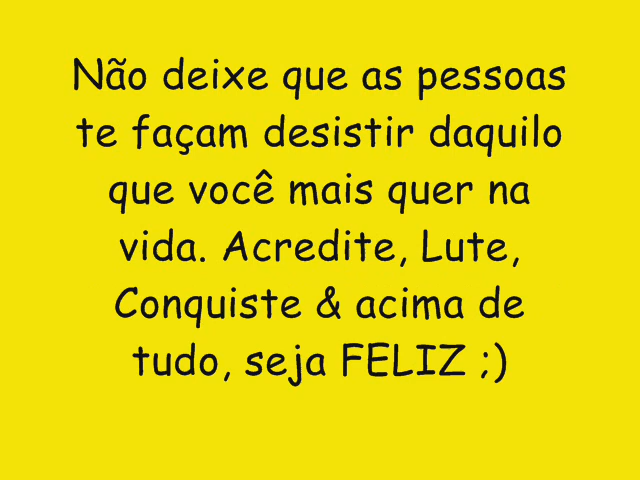 Não deixe que as pessoas
te façam desistir daquilo
que você mais quer na
vida. Acredite, Lute,
Conquiste & acima de
tudo, seja FELIZ ;)